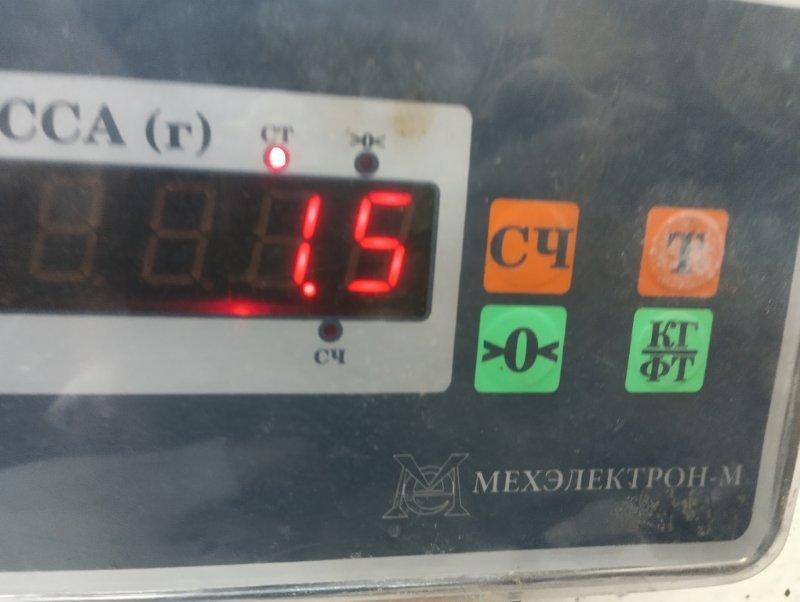 ССА (г)
СТ
>0<
1.5
СЧ
СЧ
Т
>0<
КГ
ФТ
МЕХЭЛЕКТРОН-М